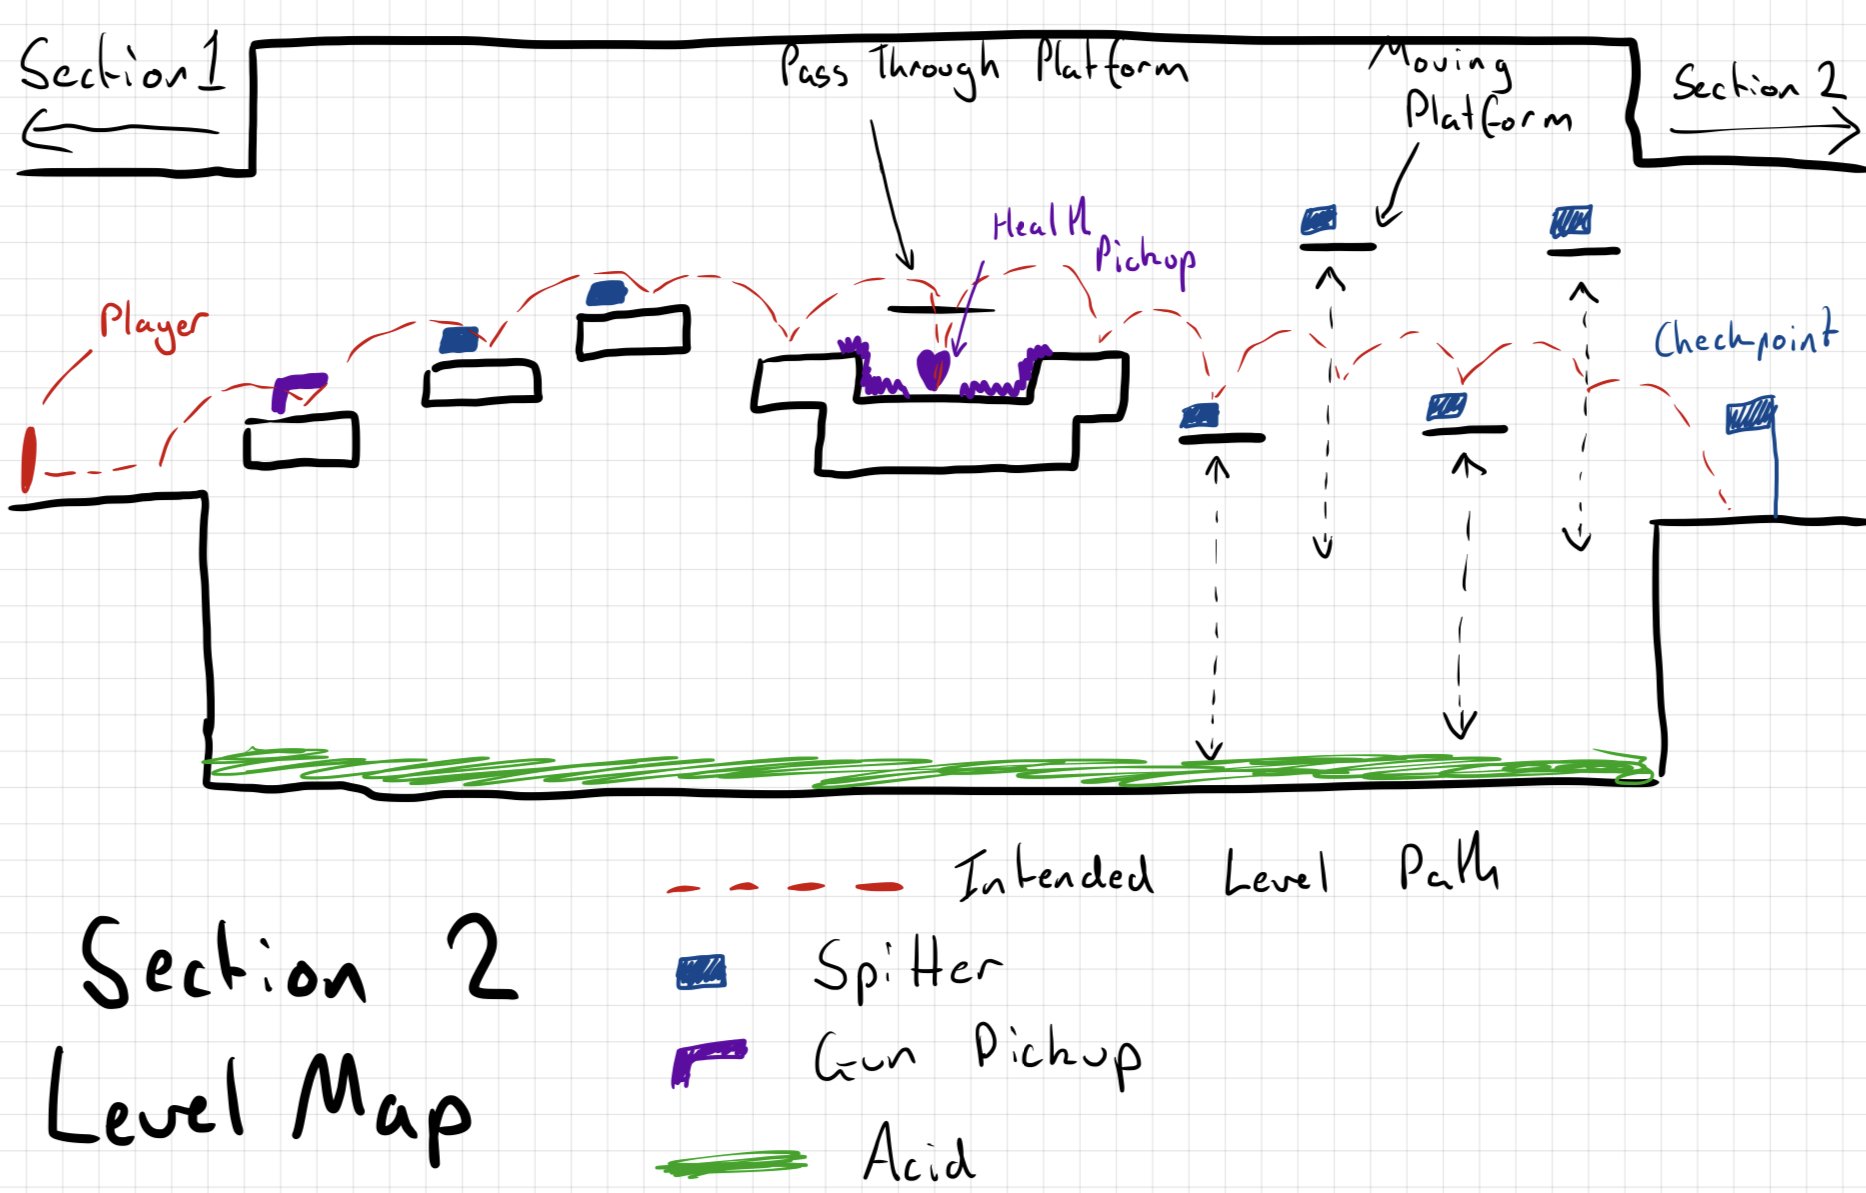 Section 1
Pass Through Platform
Moving
Platform
Section 2
Health
Pickup
Player
Checkpoint
Intended Level Path
Section 2
Level Map
Spitter
Gun Pickup
Acid